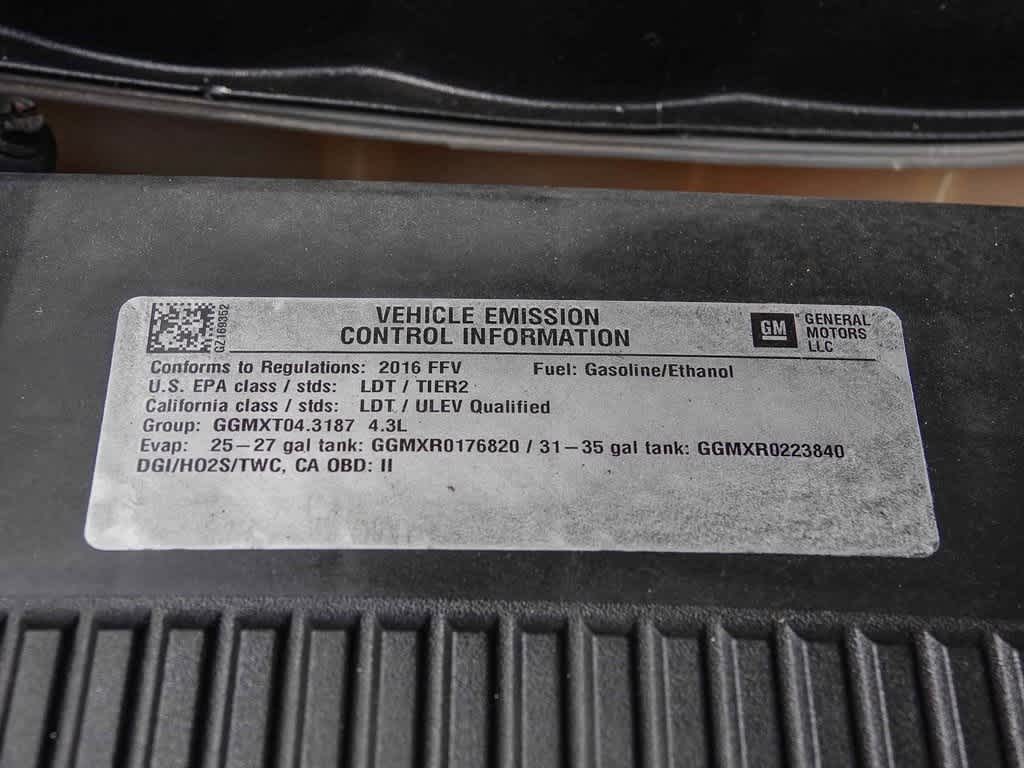 GZ168352
VEHICLE EMISSION
CONTROL INFORMATION
GM
GENERAL
MOTORS
LLC
Conforms to Regulations: 2016 FFV Fuel: Gasoline/Ethanol
U.S. EPA class / stds: LDT / TIER2
California class / stds: LDT / ULEV Qualified
Group: GGMXT04.3187 4.3L
Evap: 25-27 gal tank: GGMXR0176820 / 31-35 gal tank: GGMXR0223840
DGI/HO2S/TWC, CA OBD: II